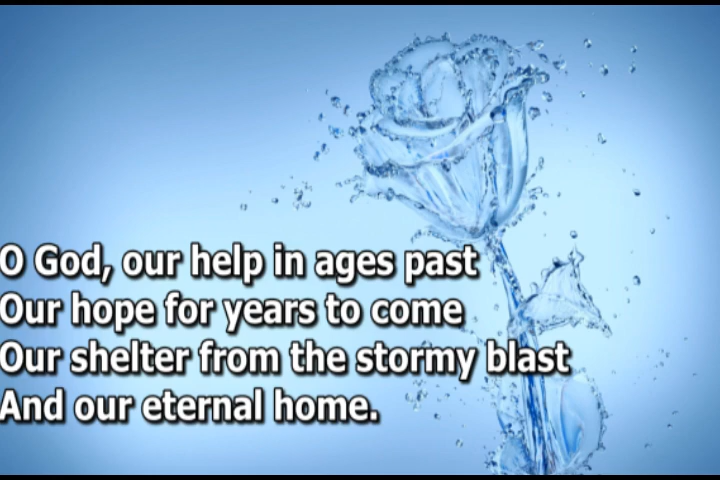 O God, our help in ages past
Our hope for years to come
Our shelter from the stormy blast
And our eternal home.